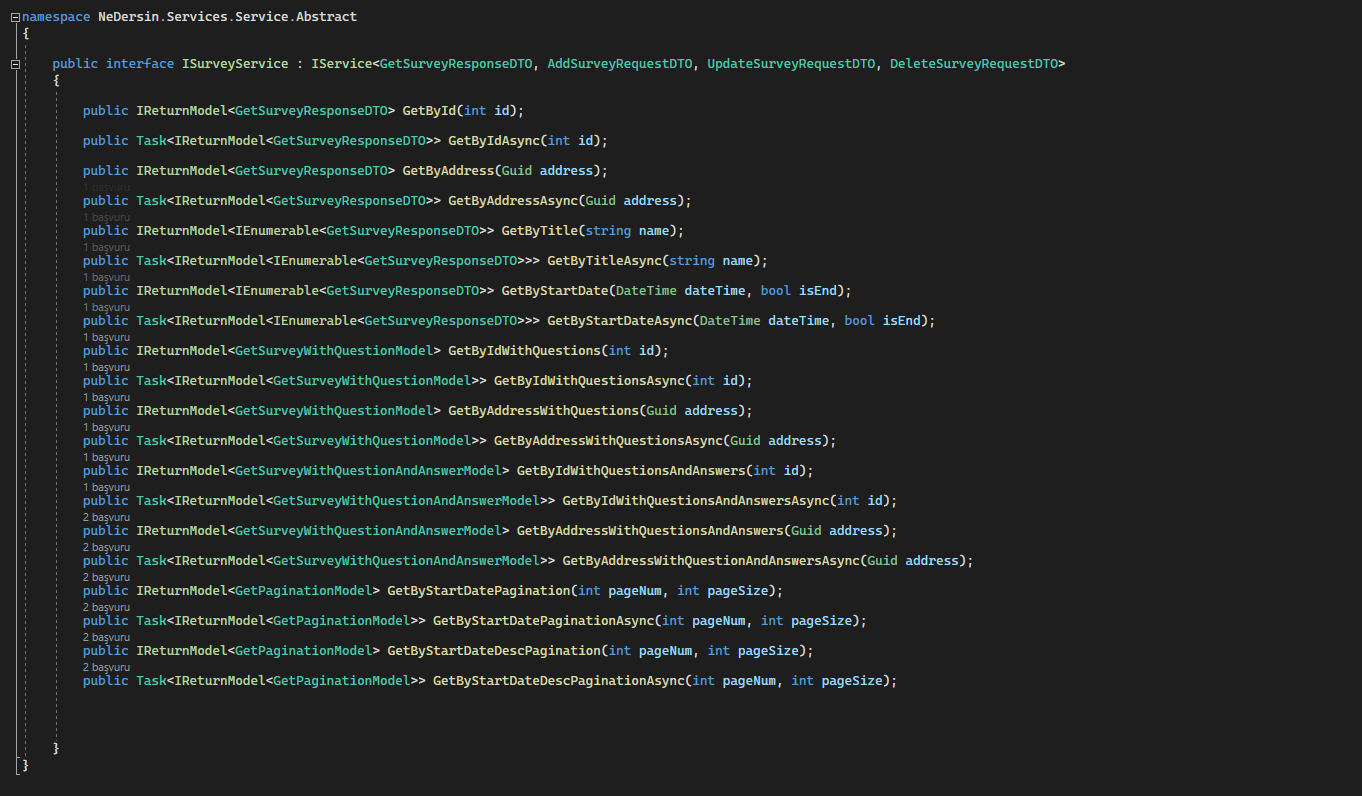 namespace NeDersin.Services.Service.Abstract
{
public interface ISurveyService : IService<GetSurveyResponseDTO, AddSurveyRequestDTO, UpdateSurveyRequestDTO, DeleteSurveyRequestDTO>
{
public IReturnModel<GetSurveyResponseDTO> GetById(int id);
public Task<IReturnModel<GetSurveyResponseDTO>> GetByIdAsync(int id);
public IReturnModel<GetSurveyResponseDTO> GetByAddress(Guid address);
1 başvuru
public Task<IReturnModel<GetSurveyResponseDTO>> GetByAddressAsync(Guid address);
1 başvuru
public IReturnModel<IEnumerable<GetSurveyResponseDTO>> GetByTitle(string name);
1 başvuru
public Task<IReturnModel<IEnumerable<GetSurveyResponseDTO>>> GetByTitleAsync(string name);
1 başvuru
public IReturnModel<IEnumerable<GetSurveyResponseDTO>> GetByStartDate(DateTime dateTime, bool isEnd);
1 başvuru
public Task<IReturnModel<IEnumerable<GetSurveyResponseDTO>>> GetByStartDateAsync(DateTime dateTime, bool isEnd);
1 başvuru
public IReturnModel<GetSurveyWithQuestionModel> GetByIdWithQuestions(int id);
1 başvuru
public Task<IReturnModel<GetSurveyWithQuestionModel>> GetByIdWithQuestionsAsync(int id);
1 başvuru
public IReturnModel<GetSurveyWithQuestionModel> GetByAddressWithQuestions(Guid address);
1 başvuru
public Task<IReturnModel<GetSurveyWithQuestionModel>> GetByAddressWithQuestionsAsync(Guid address);
1 başvuru
public IReturnModel<GetSurveyWithQuestionAndAnswerModel> GetByIdWithQuestionsAndAnswers(int id);
1 başvuru
public Task<IReturnModel<GetSurveyWithQuestionAndAnswerModel>> GetByIdWithQuestionsAndAnswersAsync(int id);
2 başvuru
public IReturnModel<GetSurveyWithQuestionAndAnswerModel> GetByAddressWithQuestionsAndAnswers(Guid address);
2 başvuru
public Task<IReturnModel<GetSurveyWithQuestionAndAnswerModel>> GetByAddressWithQuestionAndAnswersAsync(Guid address);
2 başvuru
public IReturnModel<GetPaginationModel> GetByStartDatePagination(int pageNum, int pageSize);
2 başvuru
public Task<IReturnModel<GetPaginationModel>> GetByStartDatePaginationAsync(int pageNum, int pageSize);
2 başvuru
public IReturnModel<GetPaginationModel> GetByStartDateDescPagination(int pageNum, int pageSize);
2 başvuru
public Task<IReturnModel<GetPaginationModel>> GetByStartDateDescPaginationAsync(int pageNum, int pageSize);
}
}